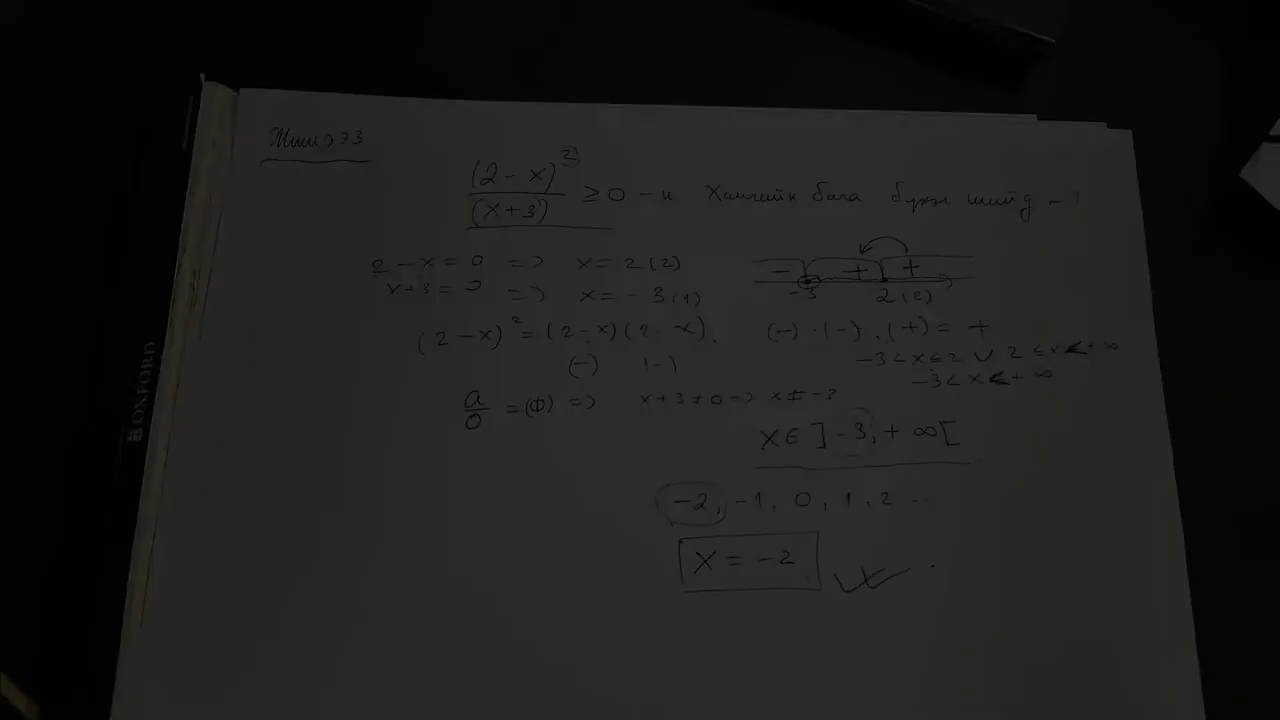 Жишээ 3
(2 - x)² / (x+3) ≥ 0 - н Хамгийн бага бүхэл шийд - ?
2 - x = 0 => x = 2 (2)
x + 3 = 0 => x = - 3 (1)
- + +
-3 2 (2)
(2 - x)² = (2 - x)(2 - x).
(-) (-)
(-) · (-) · (+) = +
-3 < x ≤ 2 ∨ 2 ≤ x < + ∞
-3 < x < + ∞
a/0 = (Φ) => x + 3 ≠ 0 => x ≠ -3
x ∈ ] -3, + ∞ [
-2, -1, 0, 1, 2 ...
x = -2
OXFORD